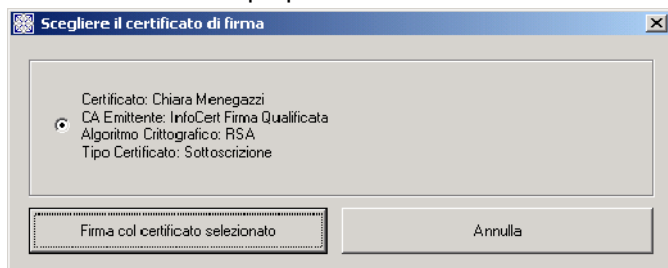 Scegliere il certificato di firma
Certificato: Chiara Menegazzi
CA Emittente: InfoCert Firma Qualificata
Algoritmo Crittografico: RSA
Tipo Certificato: Sottoscrizione
Firma col certificato selezionato
Annulla